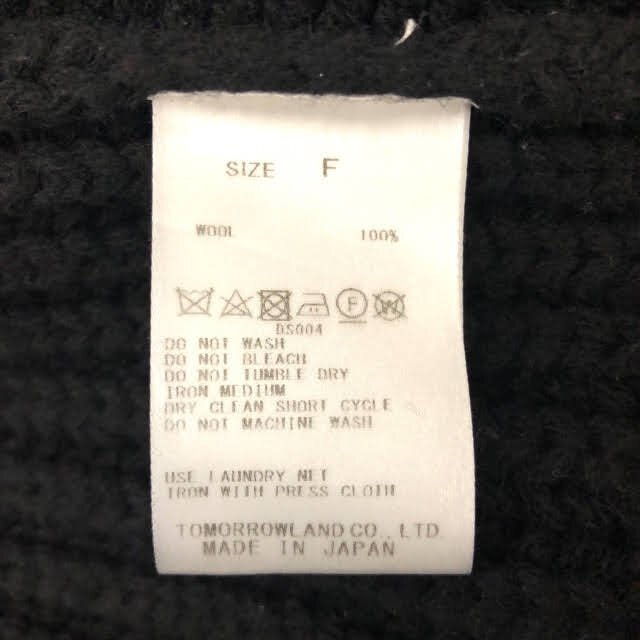 SIZE F
WOOL 100%
F W
DS004
DO NOT WASH
DO NOT BLEACH
DO NOT TUMBLE DRY
IRON MEDIUM
DRY CLEAN SHORT CYCLE
DO NOT MACHINE WASH
USE LAUNDRY NET
IRON WITH PRESS CLOTH
TOMORROWLAND CO., LTD.
MADE IN JAPAN